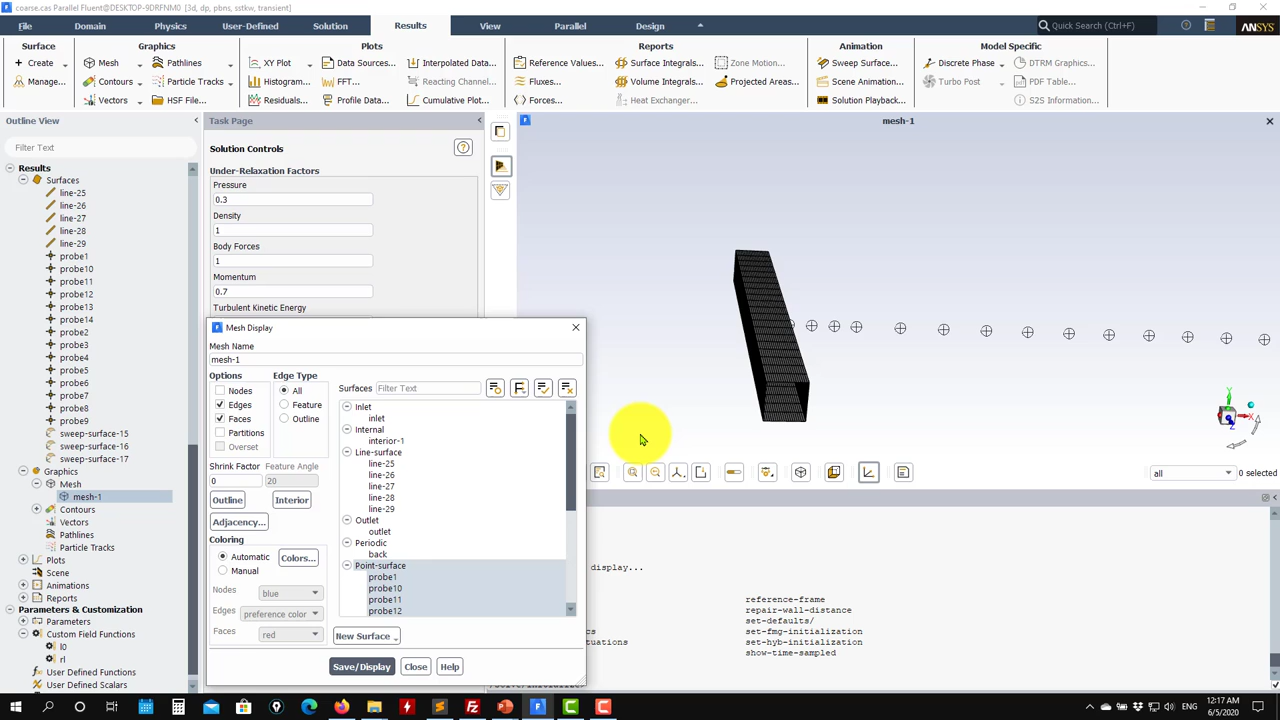 coarse.cas Parallel Fluent@DESKTOP-9DRFNM0 [3d, dp, pbns, sstkw, transient]
File Domain Physics User-Defined Solution Results View Parallel Design Quick Search (Ctrl+F) ANSYS
Surface Graphics Plots Reports Animation Model Specific
Create Mesh Pathlines XY Plot Data Sources... Interpolated Data... Reference Values... Surface Integrals... Zone Motion... Sweep Surface... Discrete Phase DTRM Graphics...
Manage... Contours Particle Tracks Histogram... FFT... Reacting Channel... Fluxes... Volume Integrals... Projected Areas... Scene Animation... Turbo Post PDF Table...
Vectors HSF File... Residuals... Profile Data... Cumulative Plot... Forces... Heat Exchanger... Solution Playback... S2S Information...
Outline View
Filter Text
Results
Surfaces
line-25
line-26
line-27
line-28
line-29
probe1
probe10
probe11
probe12
probe13
probe14
probe2
probe3
probe4
probe5
probe6
probe7
probe8
probe9
sweep-surface-15
sweep-surface-16
sweep-surface-17
Graphics
Mesh
mesh-1
Contours
Vectors
Pathlines
Particle Tracks
Plots
Scene
Animations
Reports
Parameters & Customization
Parameters
Custom Field Functions
l0
rl
User Defined Functions
User Defined Scalars
Task Page
Solution Controls
Under-Relaxation Factors
Pressure
0.3
Density
1
Body Forces
1
Momentum
0.7
Turbulent Kinetic Energy
Mesh Display
Mesh Name
mesh-1
Options Edge Type
Nodes All
Edges Feature
Faces Outline
Partitions
Overset
Shrink Factor Feature Angle
0 20
Outline Interior
Adjacency...
Coloring
Automatic Colors...
Manual
Nodes blue
Edges preference color
Faces red
Surfaces Filter Text
Inlet
inlet
Internal
interior-1
Line-surface
line-25
line-26
line-27
line-28
line-29
Outlet
outlet
Periodic
back
Point-surface
probe1
probe10
probe11
probe12
New Surface
Save/Display Close Help
mesh-1
Y
X
Z
all 0 selected
display...
reference-frame
repair-wall-distance
set-defaults/
cs set-fmg-initialization
tuations set-hyb-initialization
show-time-sampled
12:17 AM
6/5/2020